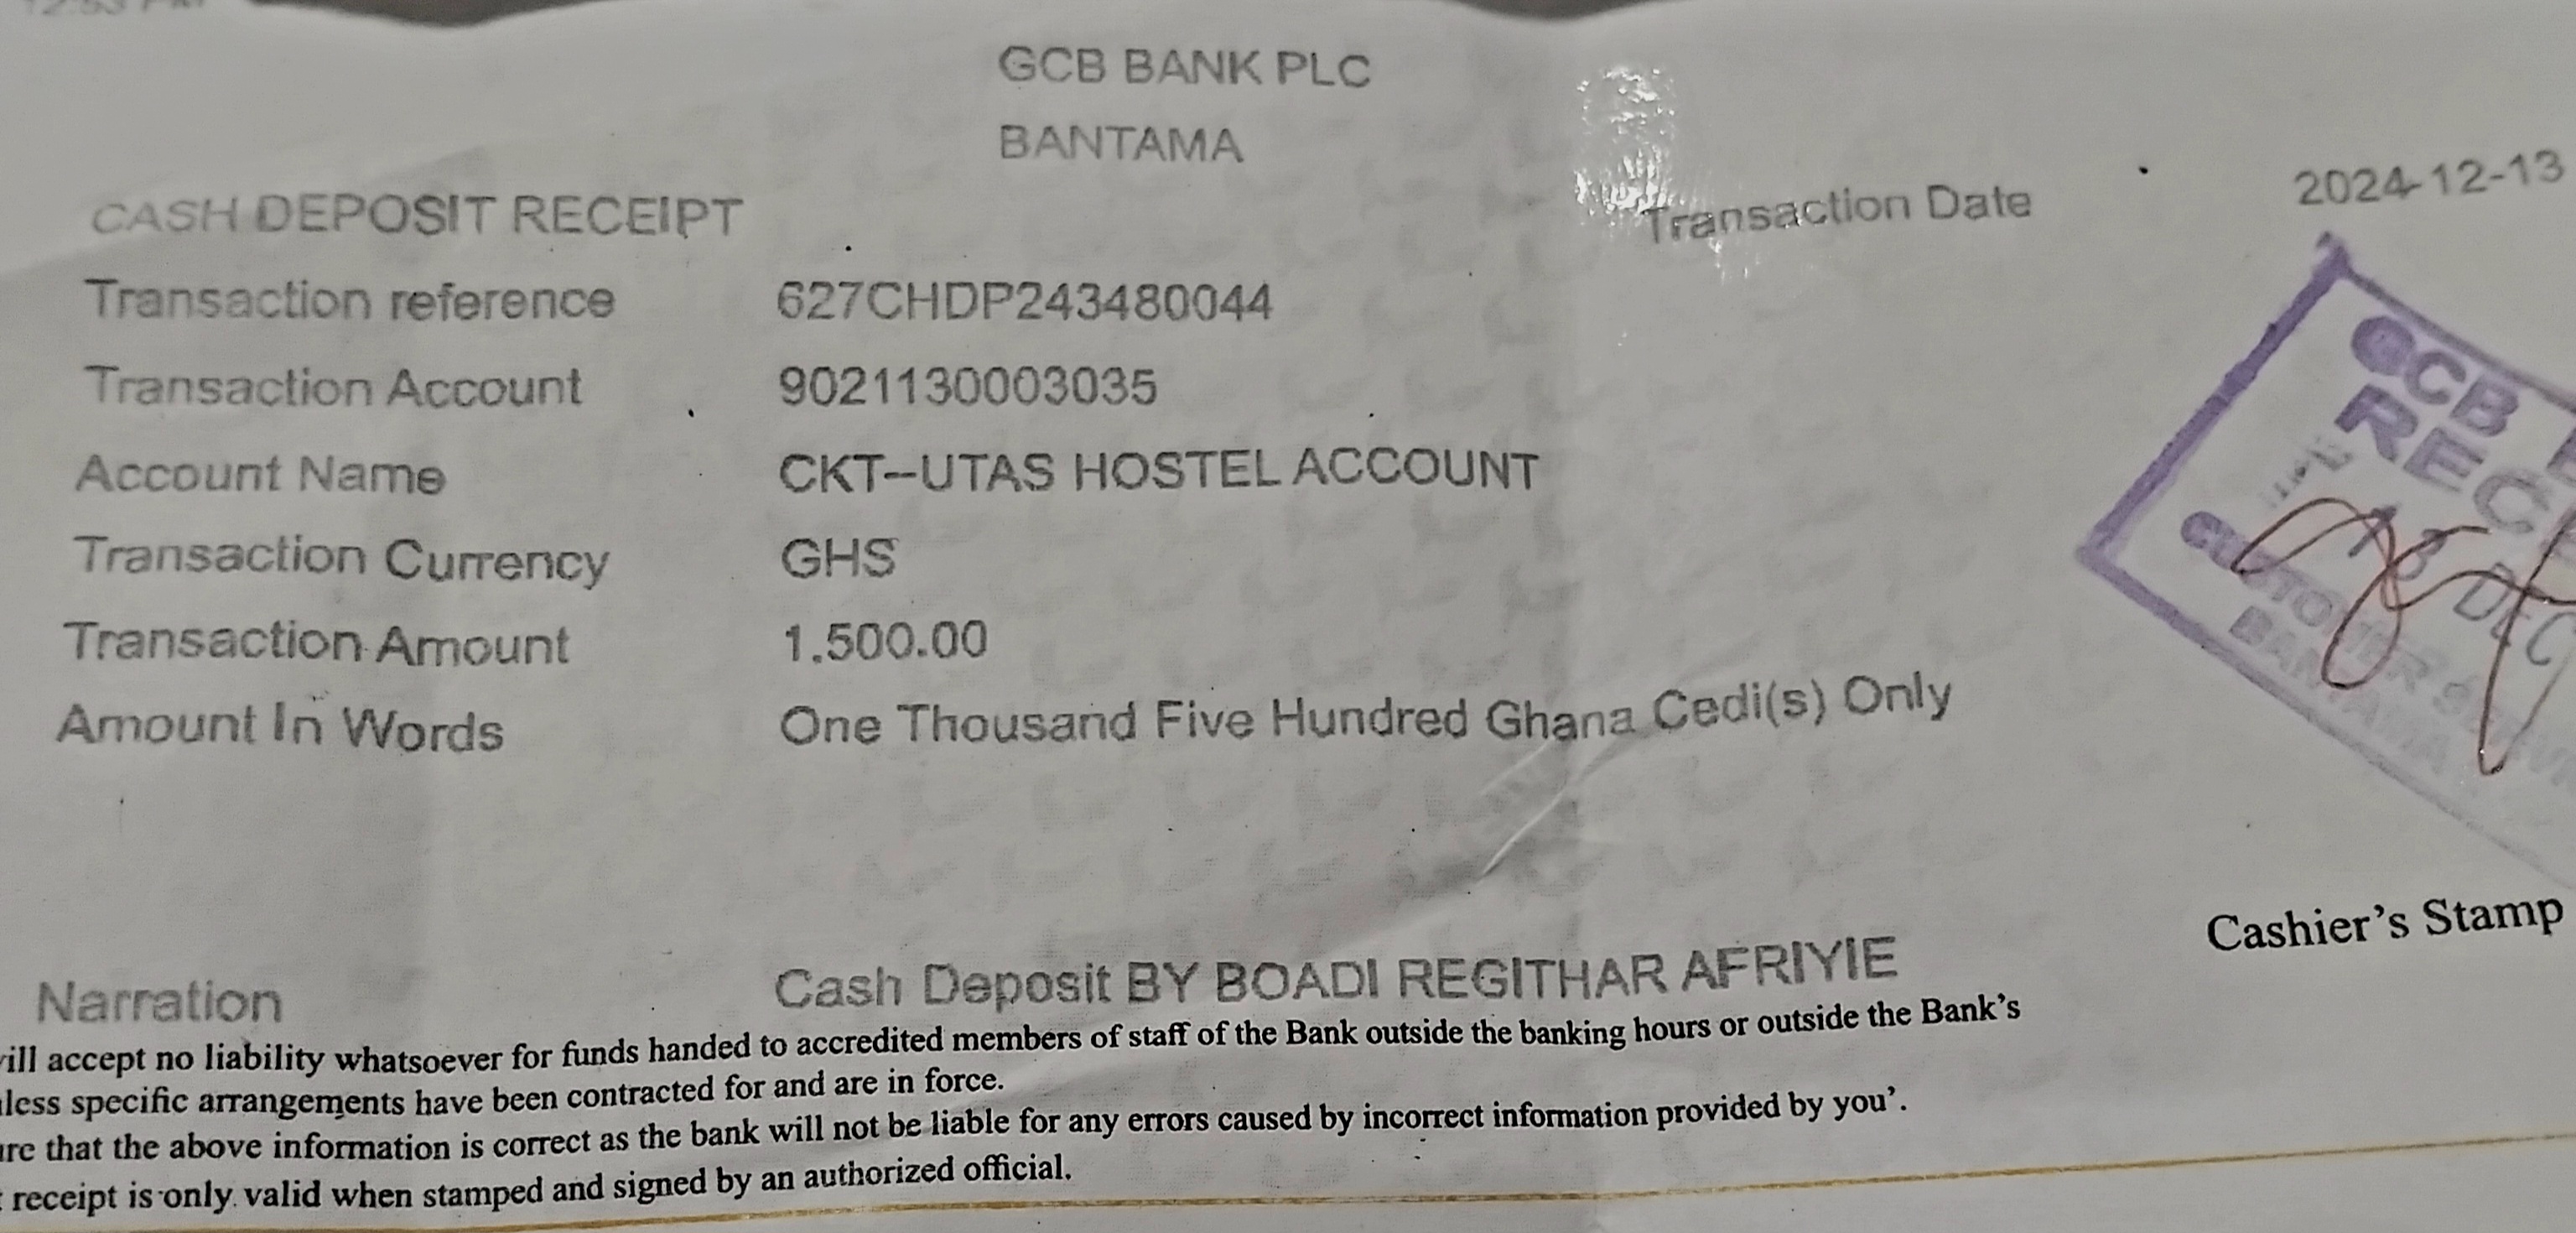 GCB BANK PLC
BANTAMA
CASH DEPOSIT RECEIPT
Transaction Date 2024-12-13
Transaction reference 627CHDP243480044
Transaction Account 9021130003035
Account Name CKT--UTAS HOSTEL ACCOUNT
Transaction Currency GHS
Transaction Amount 1.500.00
Amount In Words One Thousand Five Hundred Ghana Cedi(s) Only
GCB
REC
13 DEC
CUSTOMER
BANTAMA
Cashier's Stamp
Narration Cash Deposit BY BOADI REGITHAR AFRIYIE
ill accept no liability whatsoever for funds handed to accredited members of staff of the Bank outside the banking hours or outside the Bank's
less specific arrangements have been contracted for and are in force.
re that the above information is correct as the bank will not be liable for any errors caused by incorrect information provided by you'.
receipt is only valid when stamped and signed by an authorized official.